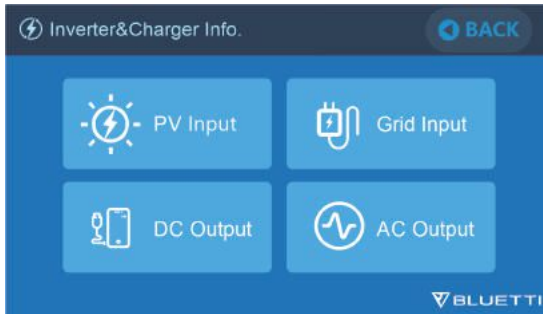 Inverter&Charger Info.
BACK
PV Input
Grid Input
DC Output
AC Output
BLUETTI